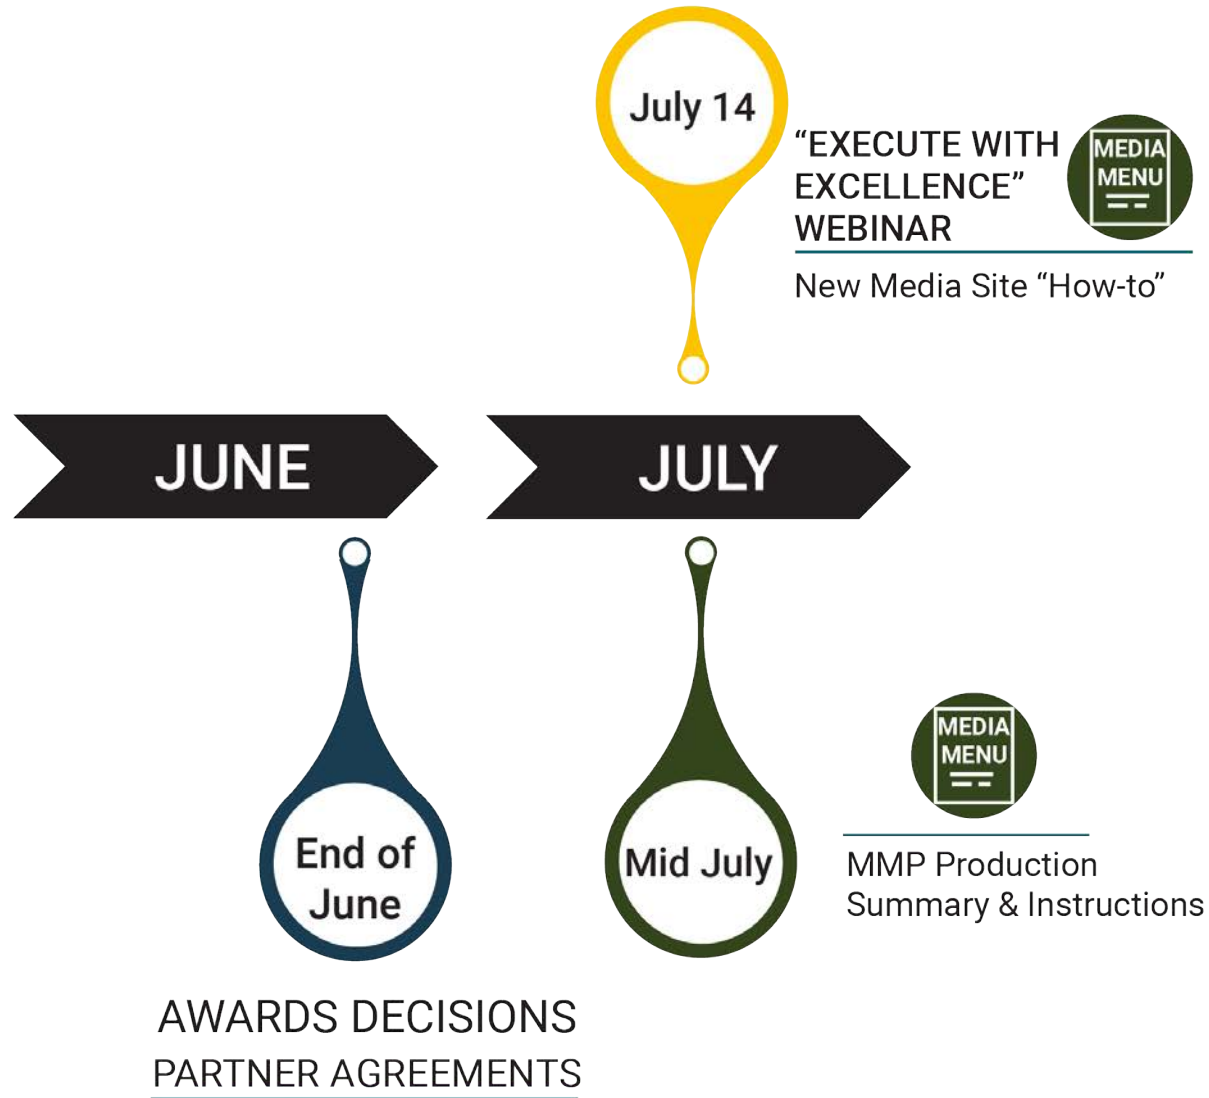 July 14
“EXECUTE WITH
EXCELLENCE”
WEBINAR
MEDIA
MENU
New Media Site “How-to”
JUNE
JULY
End of
June
AWARDS DECISIONS
PARTNER AGREEMENTS
Mid July
MEDIA
MENU
MMP Production
Summary & Instructions